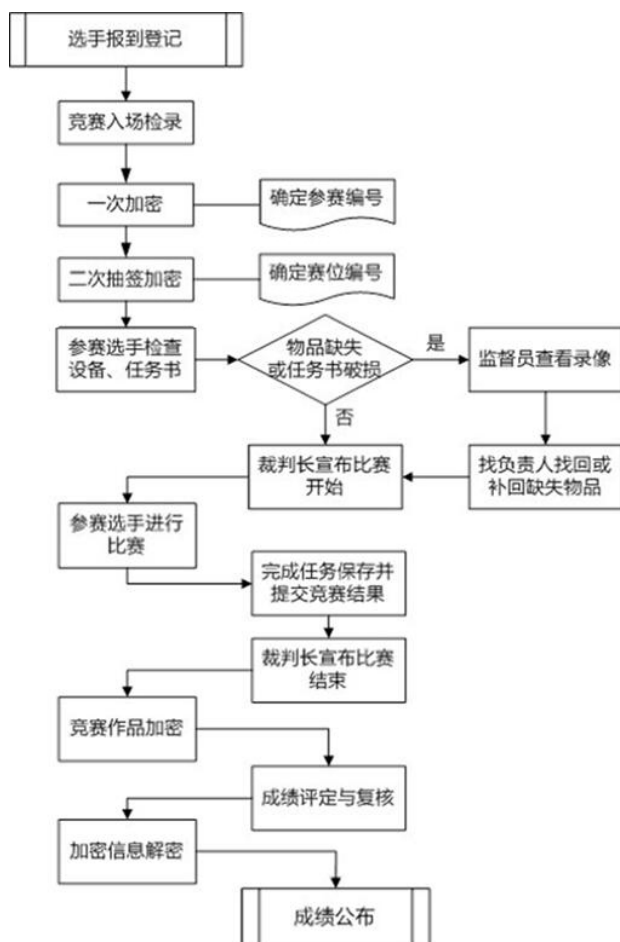 选手报到登记
竞赛入场检录
一次加密
确定参赛编号
二次抽签加密
确定赛位编号
参赛选手检查
设备、任务书
物品缺失
或任务书破损
是
监督员查看录像
否
裁判长宣布比赛
开始
找负责人找回或
补回缺失物品
参赛选手进行
比赛
完成任务保存并
提交竞赛结果
裁判长宣布比赛
结束
竞赛作品加密
成绩评定与复核
加密信息解密
成绩公布